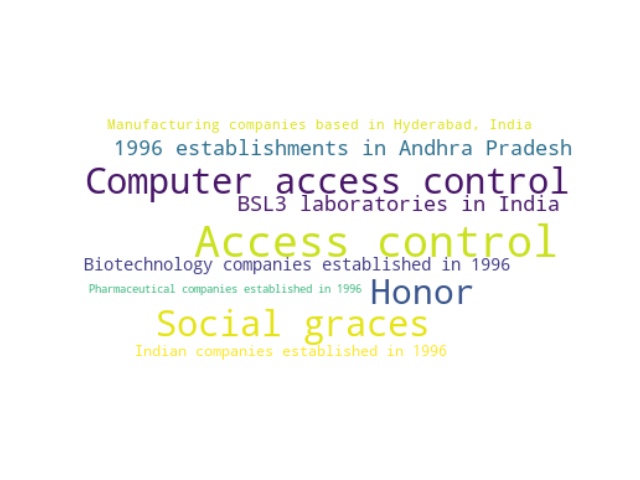 Manufacturing companies based in Hyderabad, India
1996 establishments in Andhra Pradesh
Computer access control
BSL3 laboratories in India
Access control
Biotechnology companies established in 1996
Pharmaceutical companies established in 1996
Honor
Social graces
Indian companies established in 1996